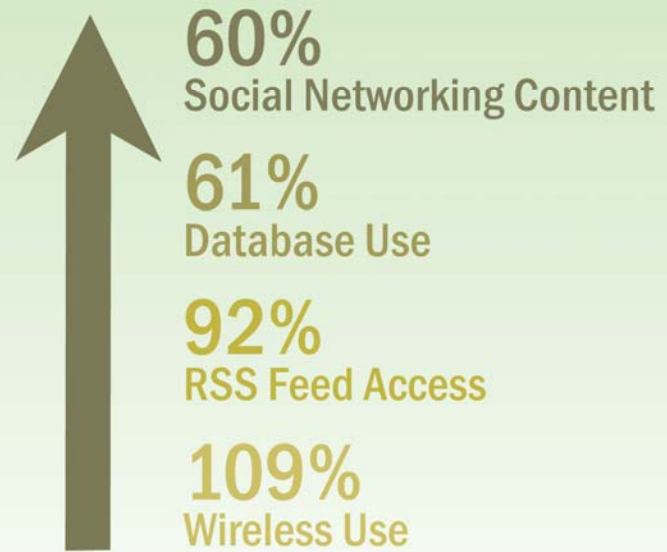 60%
Social Networking Content
61%
Database Use
92%
RSS Feed Access
109%
Wireless Use